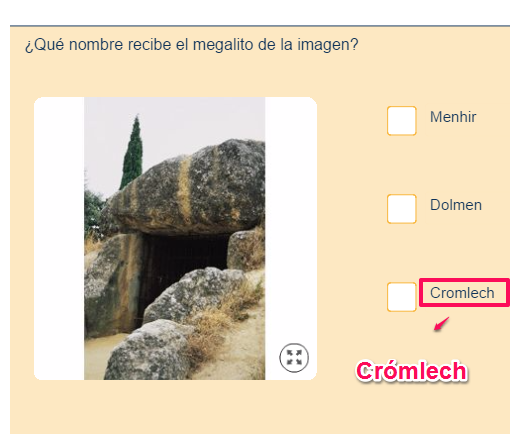 ¿Qué nombre recibe el megalito de la imagen?
Menhir
Dolmen
Cromlech
Crómlech